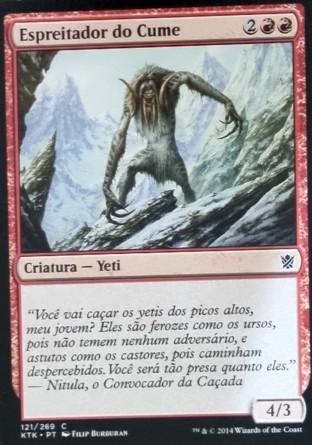 Espreitador do Cume 2
Criatura — Yeti
"Você vai caçar os yetis dos picos altos,
meu jovem? Eles são ferozes como os ursos,
pois não temem nenhum adversário, e
astutos como os castores, pois caminham
despercebidos. Você será tão presa quanto eles."
— Nitula, o Convocador da Caçada
4/3
121/269 C
KTK • PT Filip Burburan
™ & © 2014 Wizards of the Coast